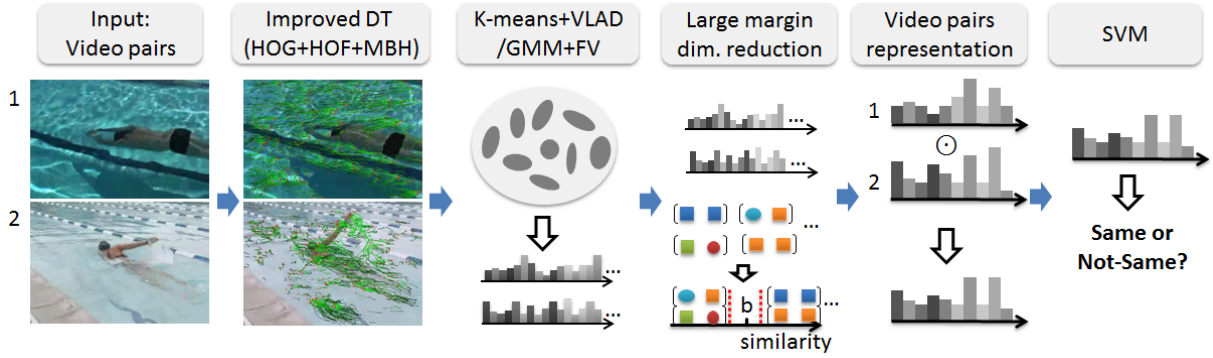 Input:
Video pairs
Improved DT
(HOG+HOF+MBH)
K-means+VLAD
/GMM+FV
Large margin
dim. reduction
Video pairs
representation
SVM
1
2
...
...
...
...
...
b
...
similarity
1
⊙
2
Same or
Not-Same?